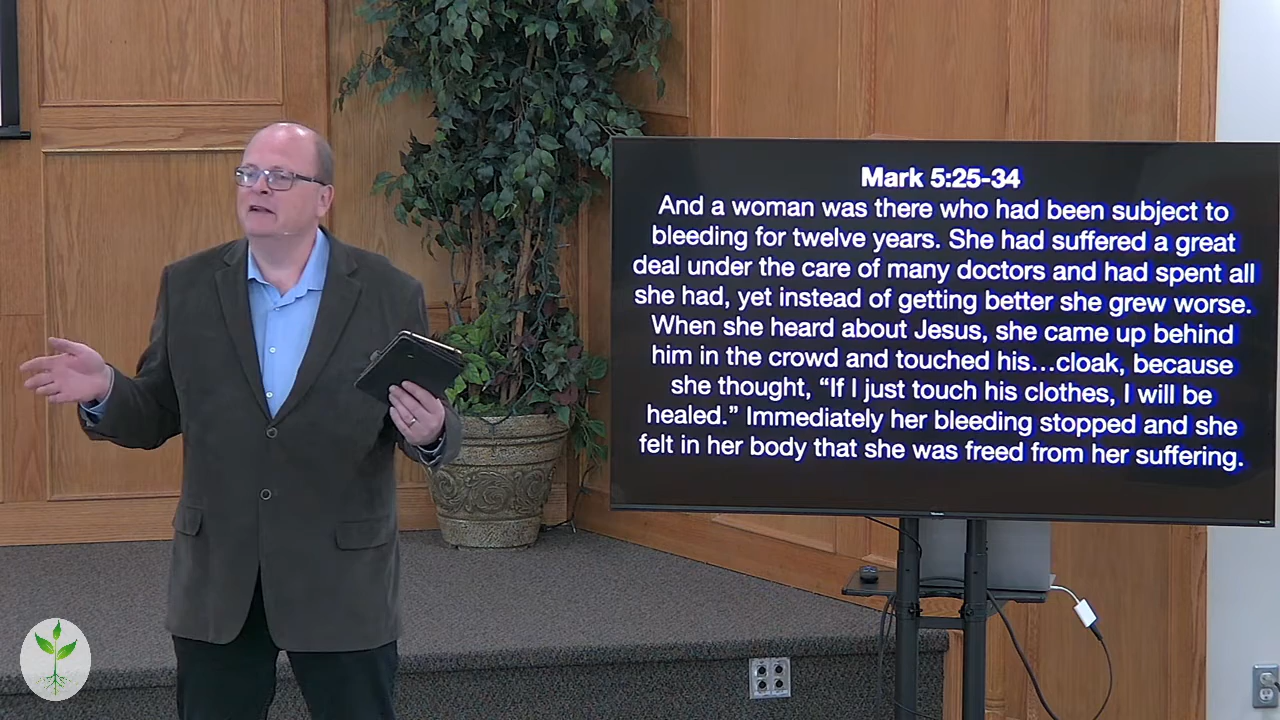 Mark 5:25-34
And a woman was there who had been subject to
bleeding for twelve years. She had suffered a great
deal under the care of many doctors and had spent all
she had, yet instead of getting better she grew worse.
When she heard about Jesus, she came up behind
him in the crowd and touched his…cloak, because
she thought, “If I just touch his clothes, I will be
healed.” Immediately her bleeding stopped and she
felt in her body that she was freed from her suffering.